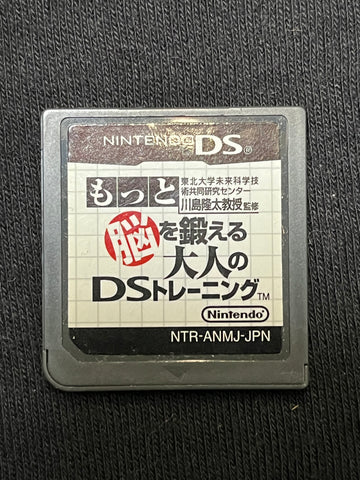 NINTENDO DS®
もっと
東北大学未来科学技
術共同研究センター
川島隆太教授監修
脳を鍛える
大人の
DSトレーニング™
Nintendo®
NTR-ANMJ-JPN